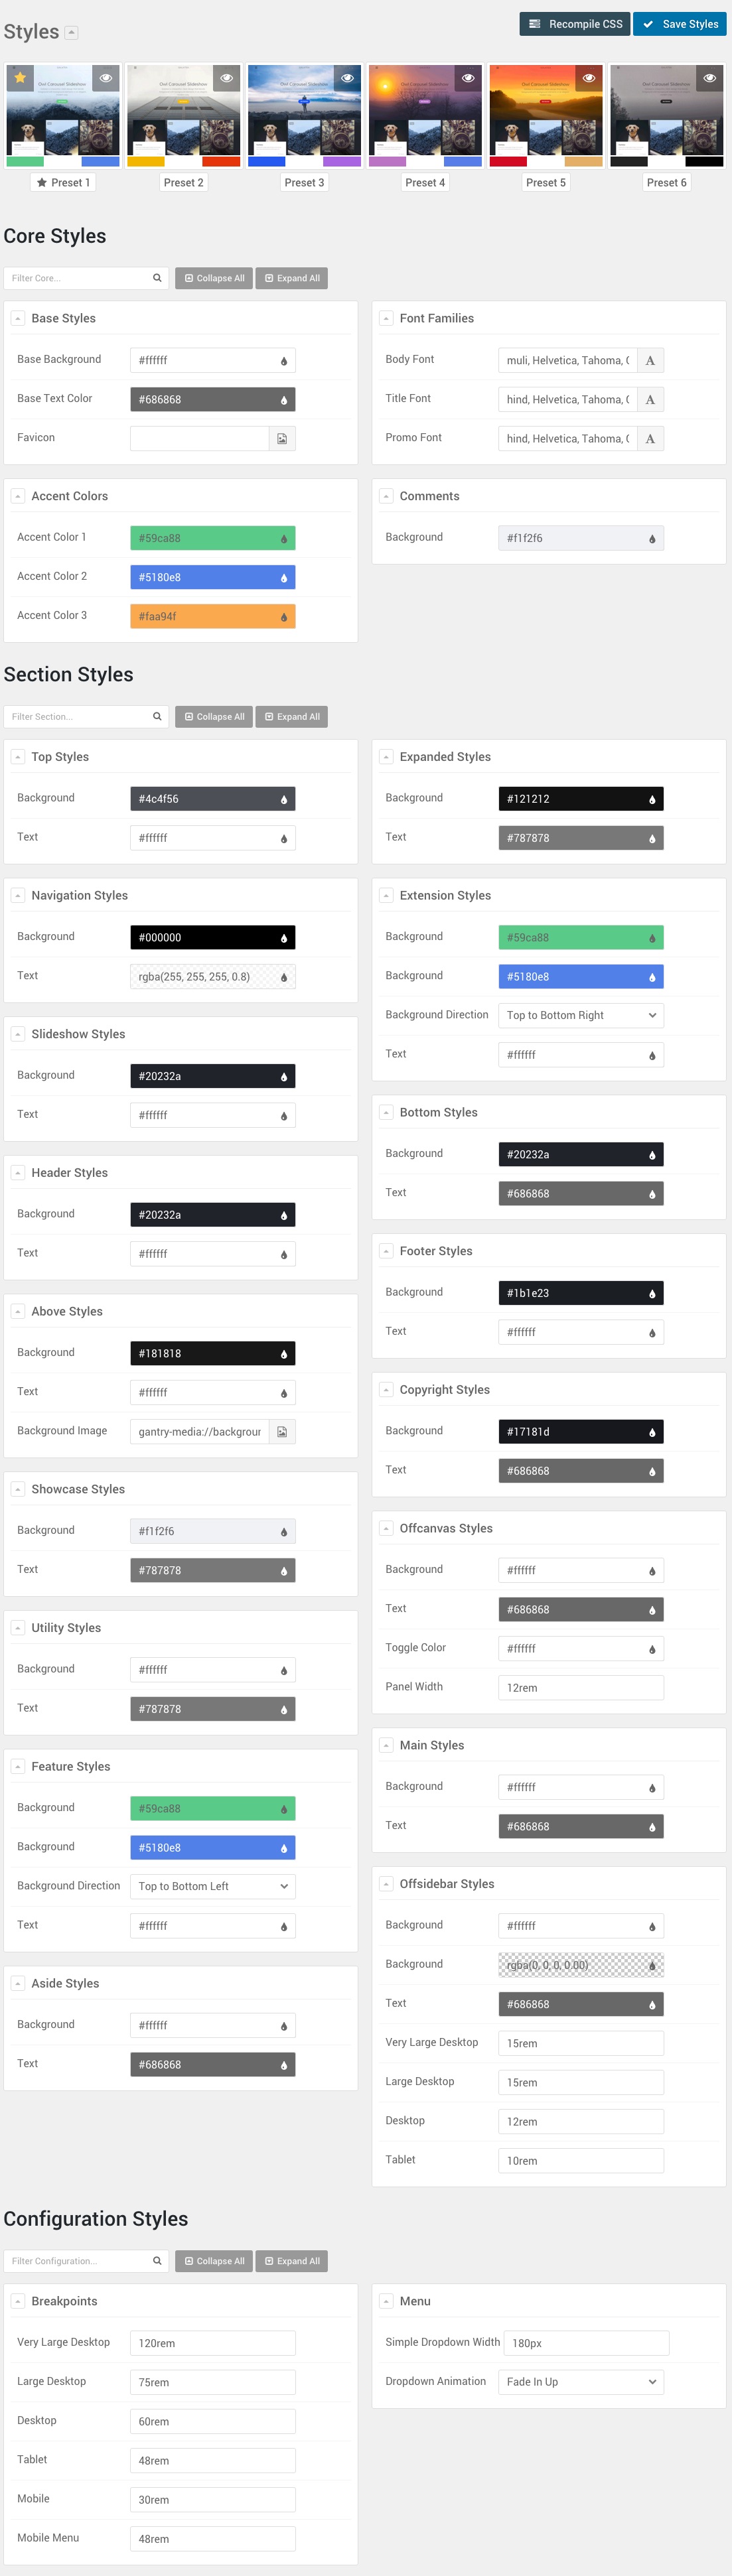 Styles
Recompile CSS
Save Styles
Preset 1
Preset 2
Preset 3
Preset 4
Preset 5
Preset 6
Core Styles
Filter Core...
Collapse All
Expand All
Base Styles
Base Background #ffffff
Base Text Color #686868
Favicon
Font Families
Body Font muli, Helvetica, Tahoma, (
Title Font hind, Helvetica, Tahoma, (
Promo Font hind, Helvetica, Tahoma, (
Accent Colors
Accent Color 1 #59ca88
Accent Color 2 #5180e8
Accent Color 3 #faa94f
Comments
Background #f1f2f6
Section Styles
Filter Section...
Collapse All
Expand All
Top Styles
Background #4c4f56
Text #ffffff
Navigation Styles
Background #000000
Text rgba(255, 255, 255, 0.8)
Slideshow Styles
Background #20232a
Text #ffffff
Header Styles
Background #20232a
Text #ffffff
Above Styles
Background #181818
Text #ffffff
Background Image gantry-media://backgrour
Showcase Styles
Background #f1f2f6
Text #787878
Utility Styles
Background #ffffff
Text #787878
Feature Styles
Background #59ca88
Background #5180e8
Background Direction Top to Bottom Left
Text #ffffff
Aside Styles
Background #ffffff
Text #686868
Expanded Styles
Background #121212
Text #787878
Extension Styles
Background #59ca88
Background #5180e8
Background Direction Top to Bottom Right
Text #ffffff
Bottom Styles
Background #20232a
Text #686868
Footer Styles
Background #1b1e23
Text #ffffff
Copyright Styles
Background #17181d
Text #686868
Offcanvas Styles
Background #ffffff
Text #686868
Toggle Color #ffffff
Panel Width 12rem
Main Styles
Background #ffffff
Text #686868
Offsidebar Styles
Background #ffffff
Background rgba(0, 0, 0, 0.00)
Text #686868
Very Large Desktop 15rem
Large Desktop 15rem
Desktop 12rem
Tablet 10rem
Configuration Styles
Filter Configuration...
Collapse All
Expand All
Breakpoints
Very Large Desktop 120rem
Large Desktop 75rem
Desktop 60rem
Tablet 48rem
Mobile 30rem
Mobile Menu 48rem
Menu
Simple Dropdown Width 180px
Dropdown Animation Fade In Up